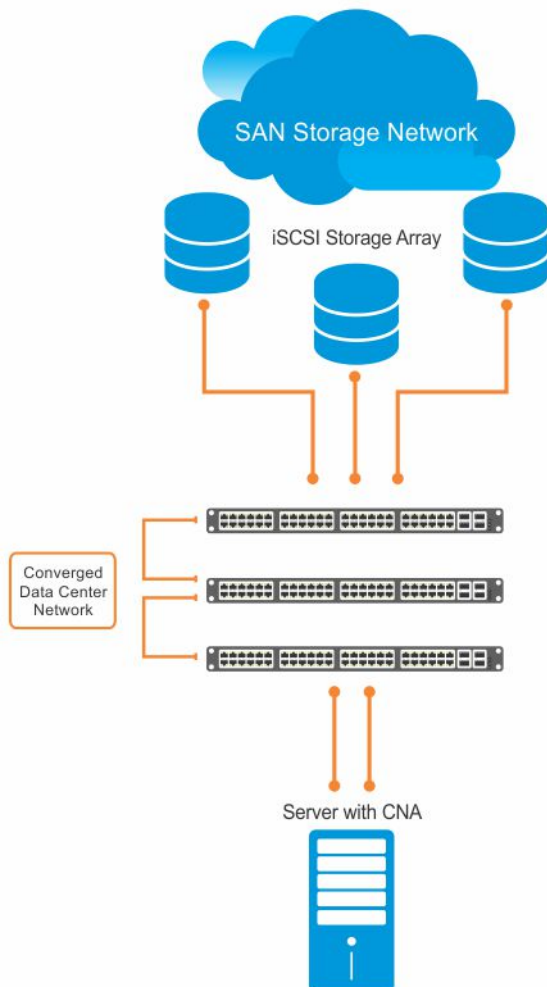 SAN Storage Network
iSCSI Storage Array
Converged
Data Center
Network
Server with CNA